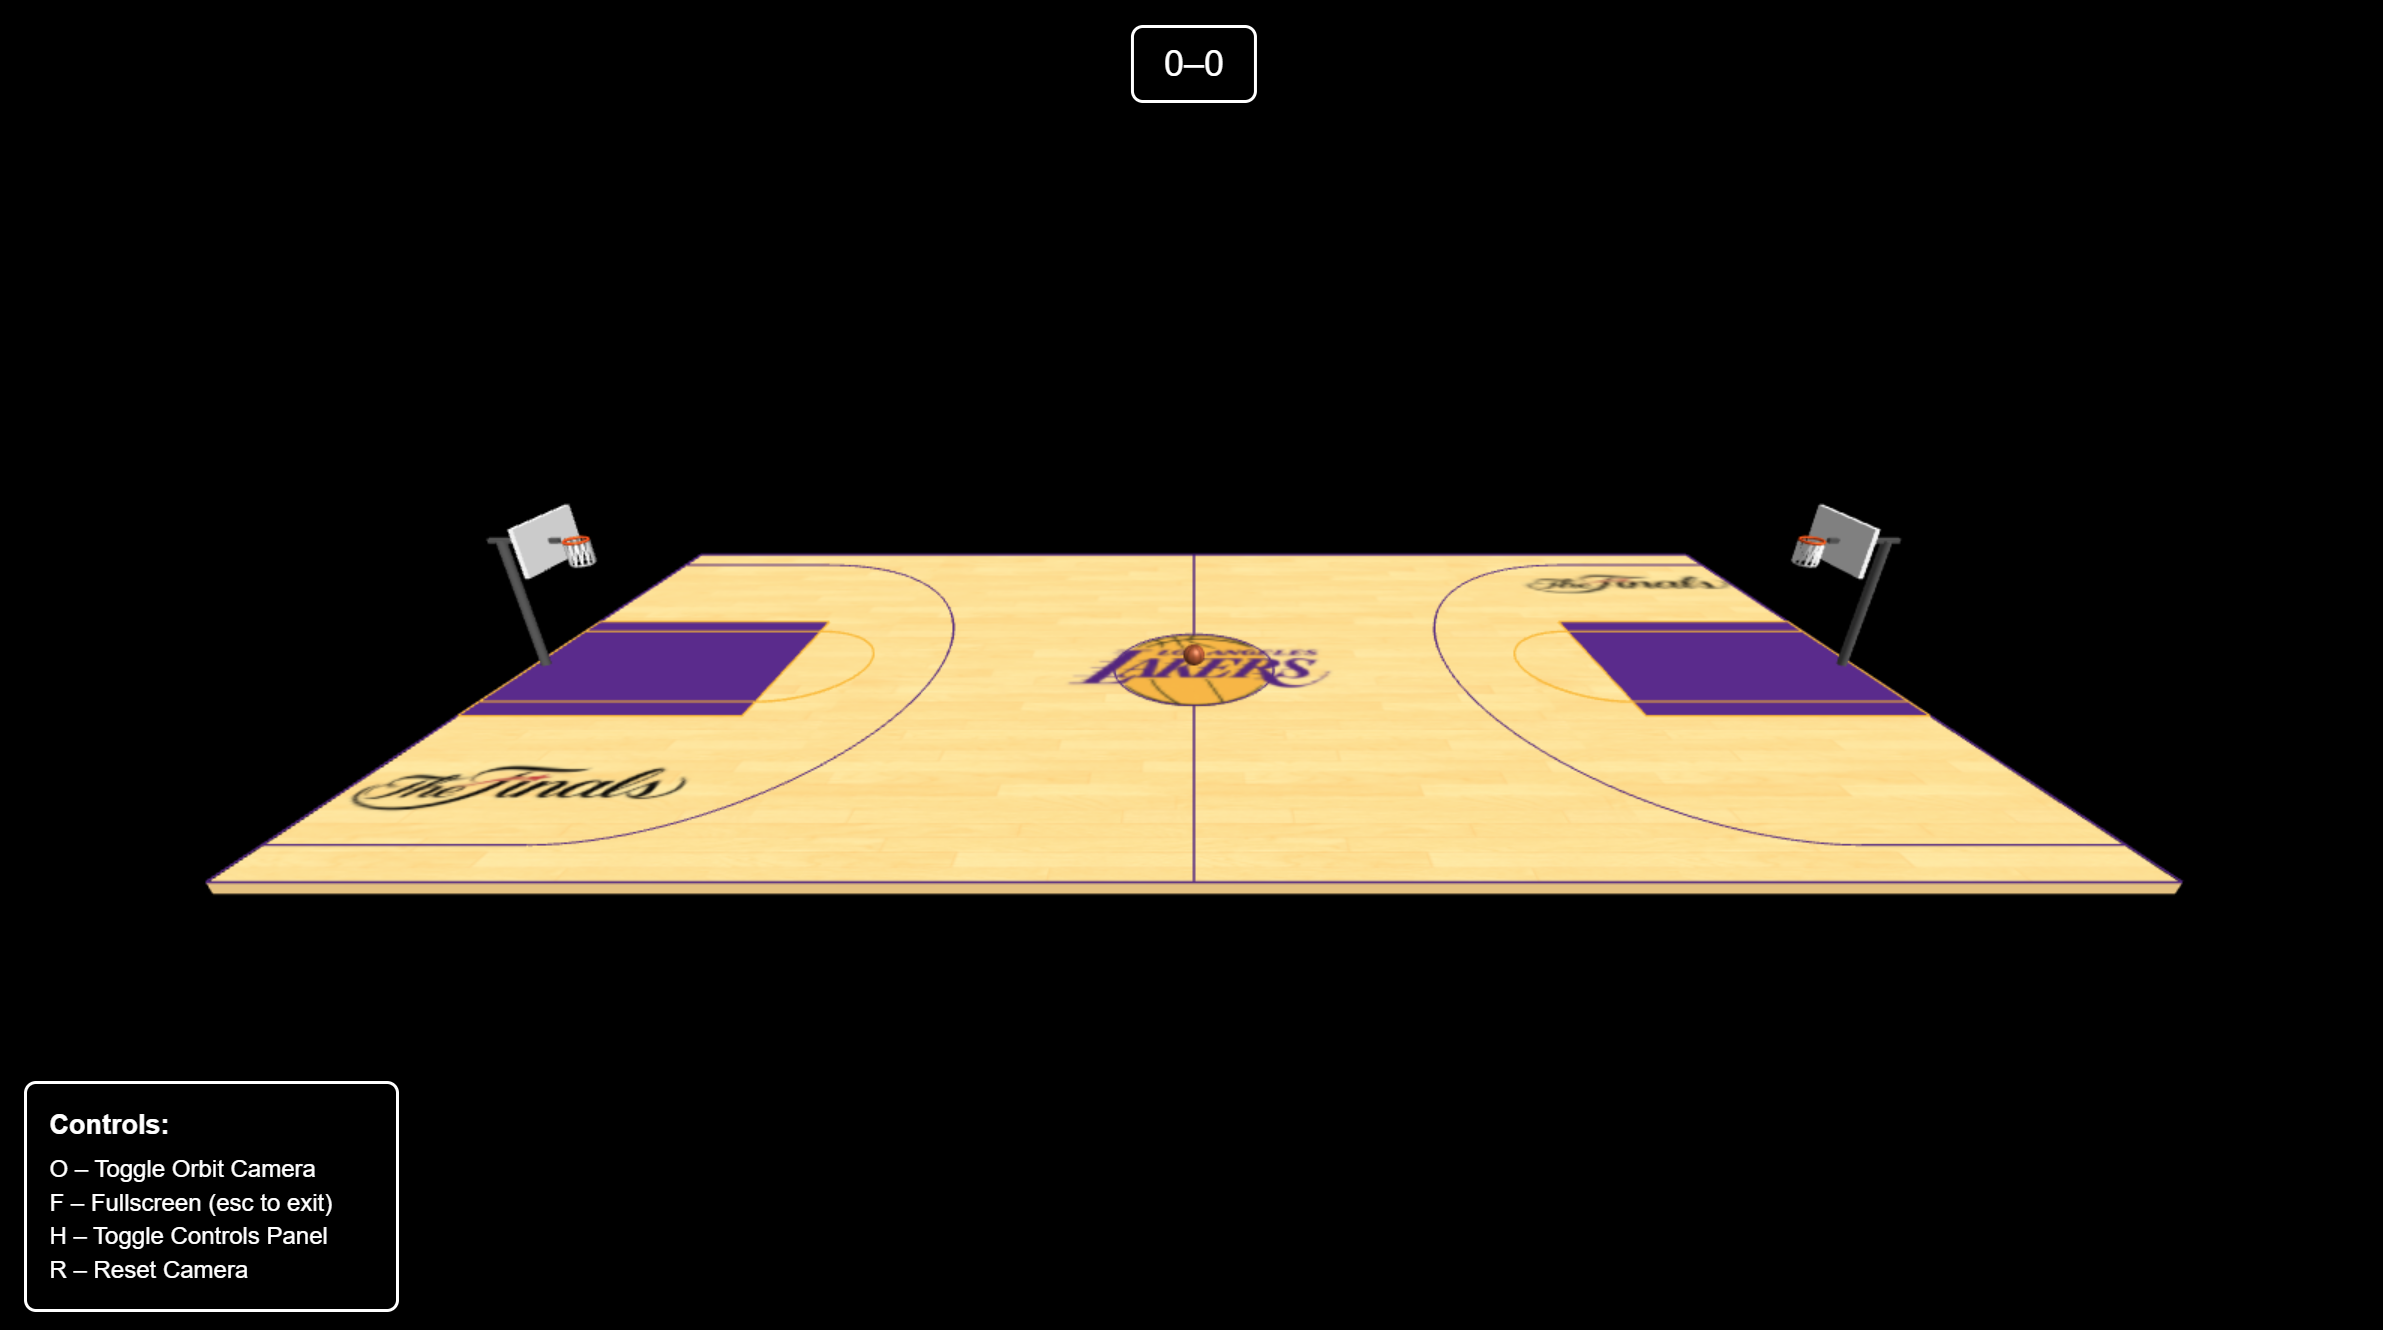 0–0
The Finals
LOS ANGELES
LAKERS
The Finals
Controls:
O – Toggle Orbit Camera
F – Fullscreen (esc to exit)
H – Toggle Controls Panel
R – Reset Camera